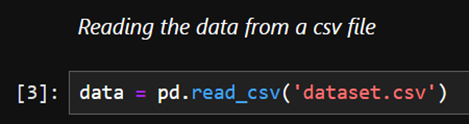 Reading the data from a csv file
[3]: data = pd.read_csv('dataset.csv')